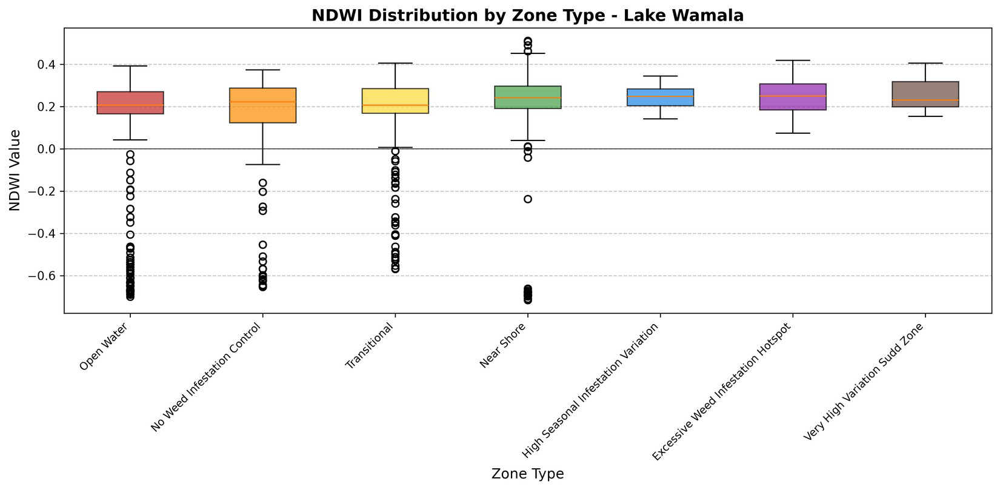 NDWI Distribution by Zone Type - Lake Wamala
NDWI Value
0.4
0.2
0.0
−0.2
−0.4
−0.6
Open Water
No Weed Infestation Control
Transitional
Near Shore
High Seasonal Infestation Variation
Excessive Weed Infestation Hotspot
Very High Variation Sudd Zone
Zone Type